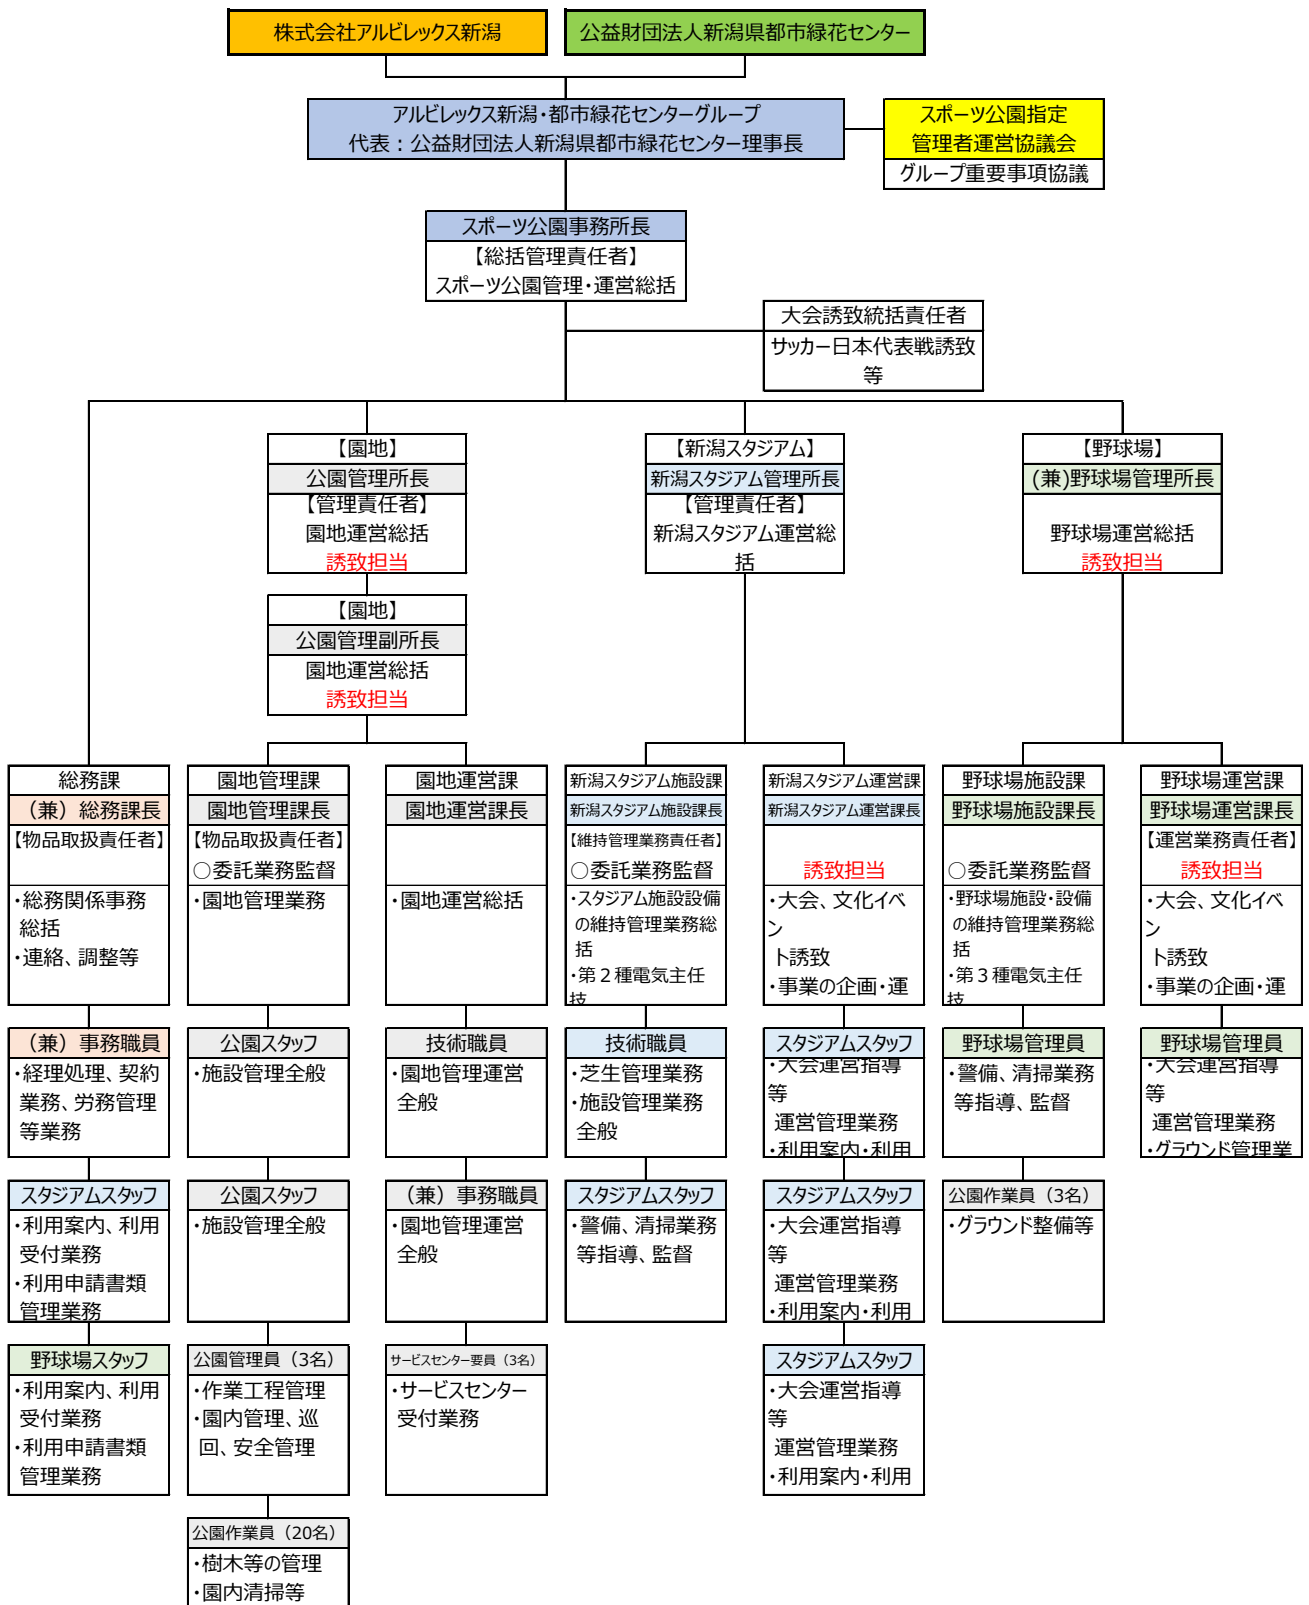 株式会社アルビレックス新潟
公益財団法人新潟県都市緑花センター
アルビレックス新潟・都市緑花センターグループ
代表：公益財団法人新潟県都市緑花センター理事長
スポーツ公園指定
管理者運営協議会
グループ重要事項協議
スポーツ公園事務所長
【総括管理責任者】
スポーツ公園管理・運営総括
大会誘致統括責任者
サッカー日本代表戦誘致
等
【園地】
公園管理所長
【管理責任者】
園地運営総括
誘致担当
【新潟スタジアム】
新潟スタジアム管理所長
【管理責任者】
新潟スタジアム運営総
括
【野球場】
(兼)野球場管理所長
野球場運営総括
誘致担当
【園地】
公園管理副所長
園地運営総括
誘致担当
総務課
（兼）総務課長
【物品取扱責任者】
・総務関係事務
総括
・連絡、調整等
園地管理課
園地管理課長
【物品取扱責任者】
○委託業務監督
・園地管理業務
園地運営課
園地運営課長
・園地運営総括
新潟スタジアム施設課
新潟スタジアム施設課長
【維持管理業務責任者】
○委託業務監督
・スタジアム施設設備
の維持管理業務総
括
・第２種電気主任
技
新潟スタジアム運営課
新潟スタジアム運営課長
誘致担当
・大会、文化イベ
ン
ト誘致
・事業の企画・運
野球場施設課
野球場施設課長
○委託業務監督
・野球場施設・設備
の維持管理業務総
括
・第３種電気主任
技
野球場運営課
野球場運営課長
【運営業務責任者】
誘致担当
・大会、文化イベ
ン
ト誘致
・事業の企画・運
（兼）事務職員
・経理処理、契約
業務、労務管理
等業務
公園スタッフ
・施設管理全般
技術職員
・園地管理運営
全般
技術職員
・芝生管理業務
・施設管理業務
全般
スタジアムスタッフ
・大会運営指導
等
運営管理業務
・利用案内・利用
野球場管理員
・警備、清掃業務
等指導、監督
野球場管理員
・大会運営指導
等
運営管理業務
・グラウンド管理業
スタジアムスタッフ
・利用案内、利用
受付業務
・利用申請書類
管理業務
公園スタッフ
・施設管理全般
（兼）事務職員
・園地管理運営
全般
スタジアムスタッフ
・警備、清掃業務
等指導、監督
スタジアムスタッフ
・大会運営指導
等
運営管理業務
・利用案内・利用
公園作業員（3名）
・グラウンド整備等
野球場スタッフ
・利用案内、利用
受付業務
・利用申請書類
管理業務
公園管理員（3名）
・作業工程管理
・園内管理、巡
回、安全管理
サービスセンター要員（3名）
・サービスセンター
受付業務
スタジアムスタッフ
・大会運営指導
等
運営管理業務
・利用案内・利用
公園作業員（20名）
・樹木等の管理
・園内清掃等